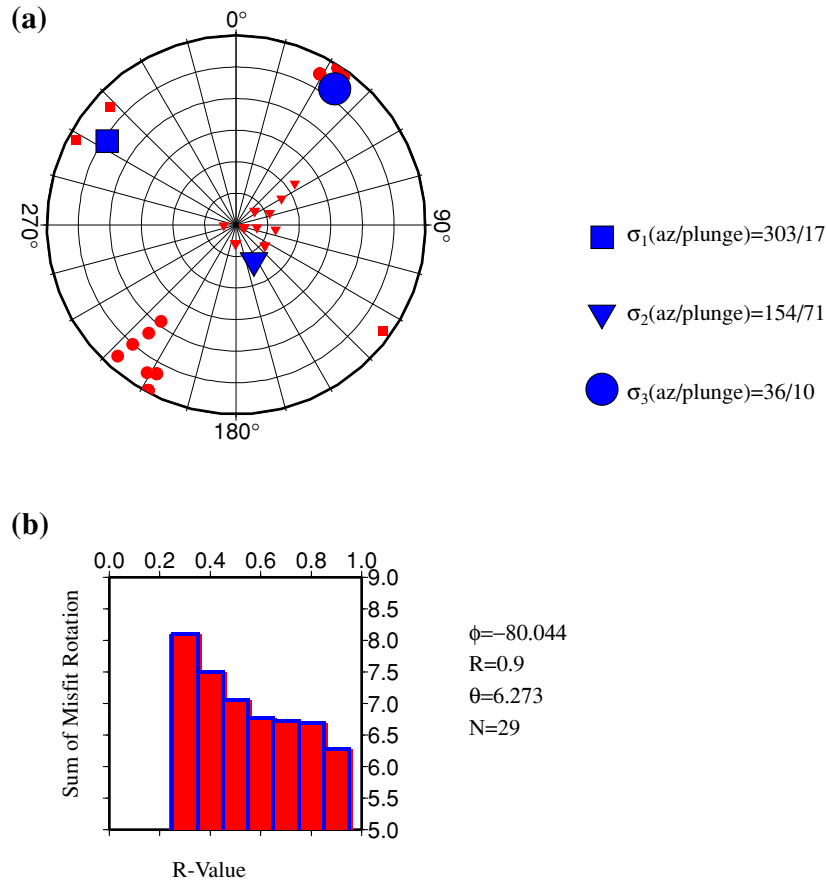 (a)
0°
270°
90°
180°
σ₁(az/plunge)=303/17
σ₂(az/plunge)=154/71
σ₃(az/plunge)=36/10
(b)
0.0 0.2 0.4 0.6 0.8 1.0
9.0
8.5
8.0
7.5
7.0
6.5
6.0
5.5
5.0
Sum of Misfit Rotation
R-Value
ϕ=−80.044
R=0.9
θ=6.273
N=29